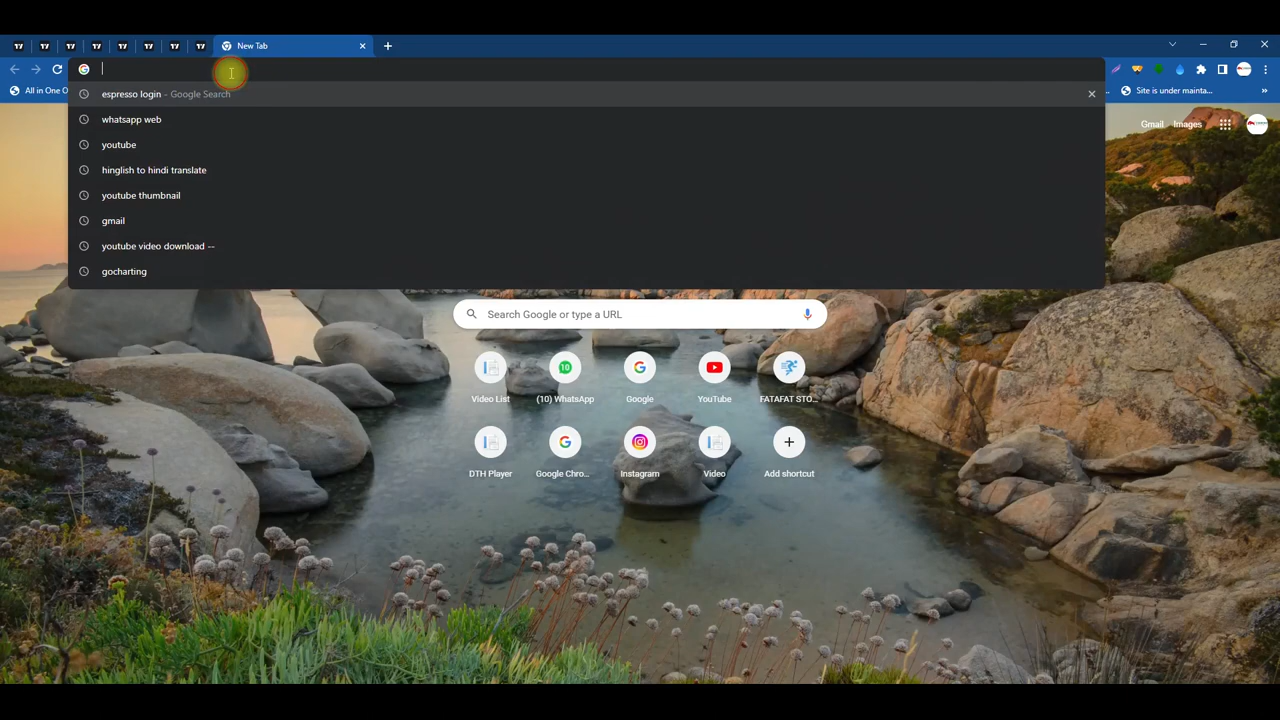 New Tab
All in One O
Site is under mainta...
espresso login - Google Search
whatsapp web
youtube
hinglish to hindi translate
youtube thumbnail
gmail
youtube video download --
gocharting
Gmail Images
Search Google or type a URL
10
Video List (10) WhatsApp Google YouTube FATAFAT STO...
DTH Player Google Chro... Instagram Video Add shortcut